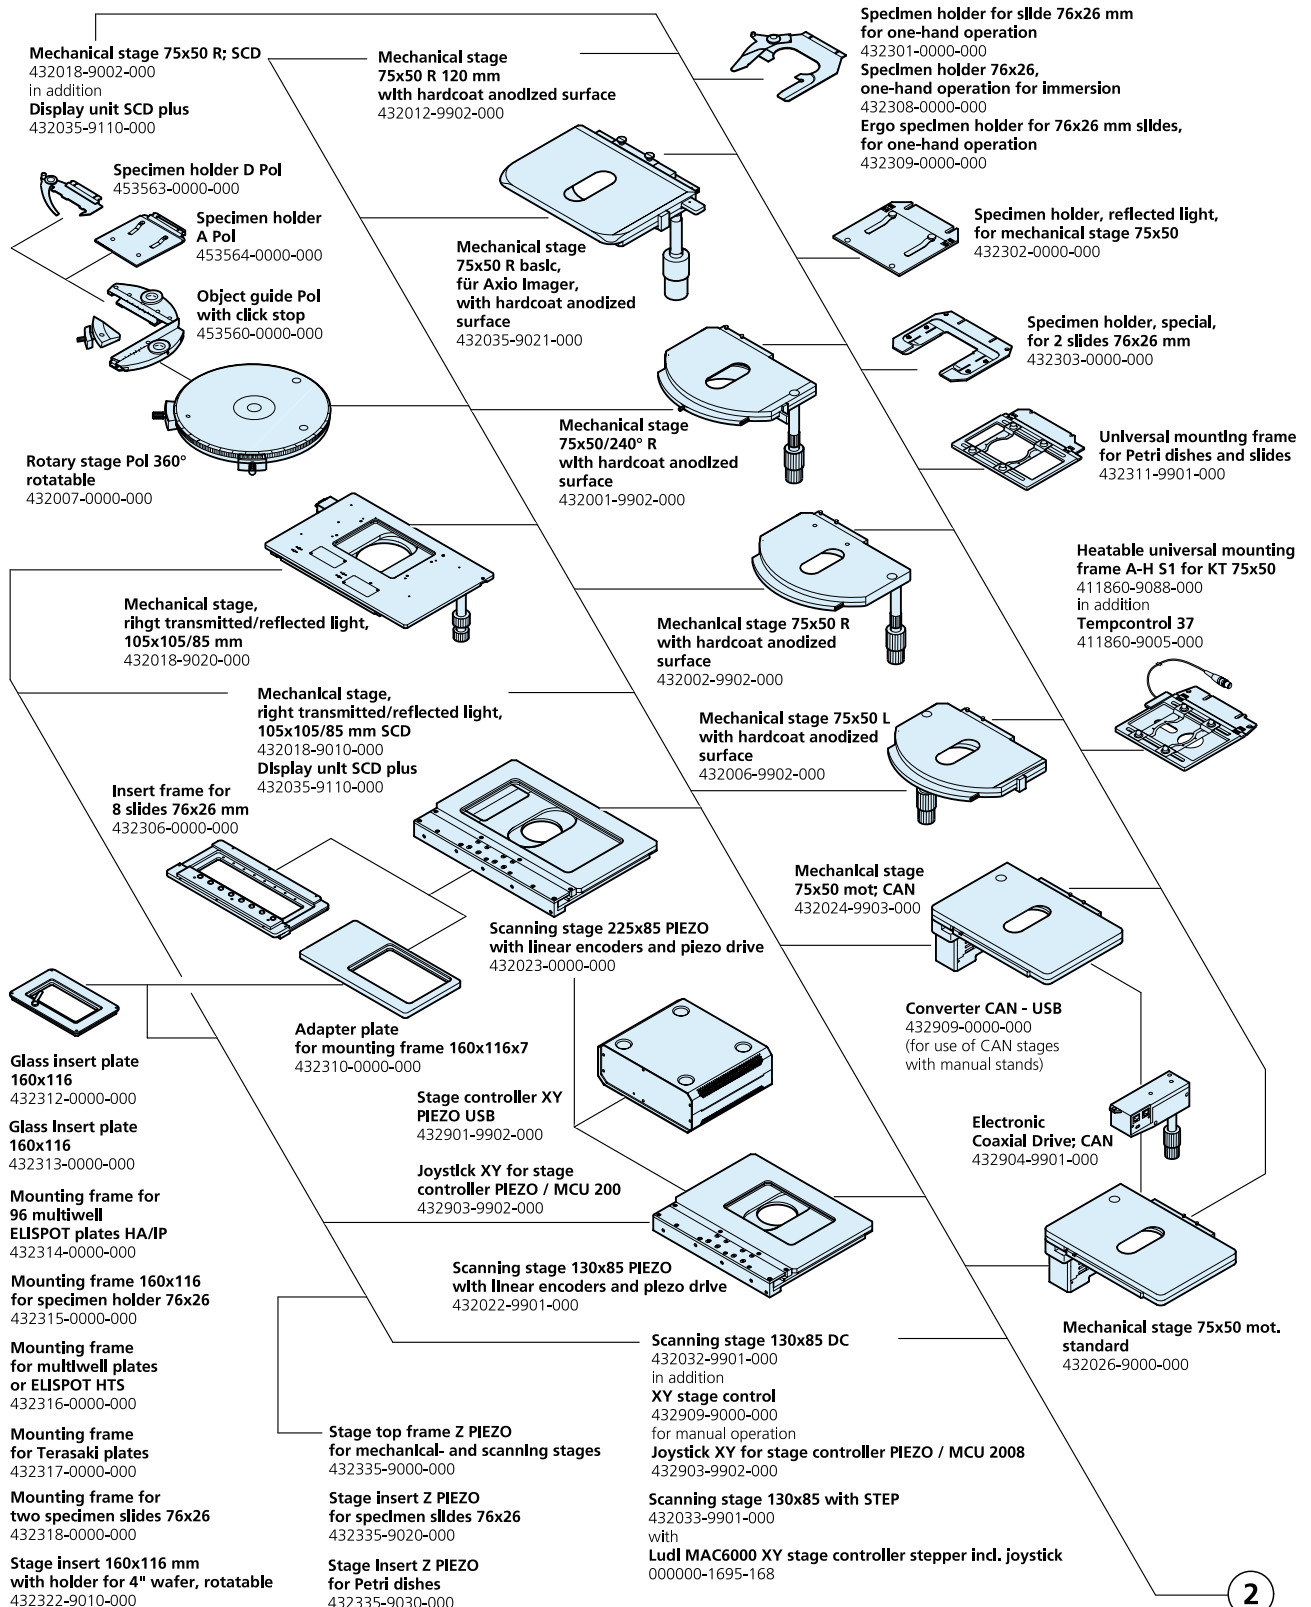 Mechanical stage 75x50 R; SCD
432018-9002-000
in addition
Display unit SCD plus
432035-9110-000
Mechanical stage
75x50 R 120 mm
with hardcoat anodized surface
432012-9902-000
Specimen holder for slide 76x26 mm
for one-hand operation
432301-0000-000
Specimen holder 76x26,
one-hand operation for immersion
432308-0000-000
Ergo specimen holder for 76x26 mm slides,
for one-hand operation
432309-0000-000
Specimen holder D Pol
453563-0000-000
Specimen holder
A Pol
453564-0000-000
Object guide Pol
with click stop
453560-0000-000
Mechanical stage
75x50 R basic,
für Axio Imager,
with hardcoat anodized
surface
432035-9021-000
Specimen holder, reflected light,
for mechanical stage 75x50
432302-0000-000
Specimen holder, special,
for 2 slides 76x26 mm
432303-0000-000
Rotary stage Pol 360°
rotatable
432007-0000-000
Mechanical stage
75x50/240° R
with hardcoat anodized
surface
432001-9902-000
Universal mounting frame
for Petri dishes and slides
432311-9901-000
Mechanical stage,
rihgt transmitted/reflected light,
105x105/85 mm
432018-9020-000
Mechanical stage 75x50 R
with hardcoat anodized
surface
432002-9902-000
Heatable universal mounting
frame A-H S1 for KT 75x50
411860-9088-000
in addition
Tempcontrol 37
411860-9005-000
Mechanical stage,
right transmitted/reflected light,
105x105/85 mm SCD
432018-9010-000
Display unit SCD plus
432035-9110-000
Mechanical stage 75x50 L
with hardcoat anodized
surface
432006-9902-000
Insert frame for
8 slides 76x26 mm
432306-0000-000
Mechanical stage
75x50 mot; CAN
432024-9903-000
Scanning stage 225x85 PIEZO
with linear encoders and piezo drive
432023-0000-000
Adapter plate
for mounting frame 160x116x7
432310-0000-000
Converter CAN - USB
432909-0000-000
(for use of CAN stages
with manual stands)
Stage controller XY
PIEZO USB
432901-9902-000
Joystick XY for stage
controller PIEZO / MCU 200
432903-9902-000
Electronic
Coaxial Drive; CAN
432904-9901-000
Scanning stage 130x85 PIEZO
with linear encoders and piezo drive
432022-9901-000
Mechanical stage 75x50 mot.
standard
432026-9000-000
Glass insert plate
160x116
432312-0000-000
Glass Insert plate
160x116
432313-0000-000
Mounting frame for
96 multiwell
ELISPOT plates HA/IP
432314-0000-000
Mounting frame 160x116
for specimen holder 76x26
432315-0000-000
Mounting frame
for multiwell plates
or ELISPOT HTS
432316-0000-000
Mounting frame
for Terasaki plates
432317-0000-000
Mounting frame for
two specimen slides 76x26
432318-0000-000
Stage insert 160x116 mm
with holder for 4" wafer, rotatable
432322-9010-000
Stage top frame Z PIEZO
for mechanical- and scanning stages
432335-9000-000
Stage insert Z PIEZO
for specimen slides 76x26
432335-9020-000
Stage Insert Z PIEZO
for Petri dishes
432335-9030-000
Scanning stage 130x85 DC
432032-9901-000
in addition
XY stage control
432909-9000-000
for manual operation
Joystick XY for stage controller PIEZO / MCU 2008
432903-9902-000
Scanning stage 130x85 with STEP
432033-9901-000
with
Ludl MAC6000 XY stage controller stepper incl. joystick
000000-1695-168
2